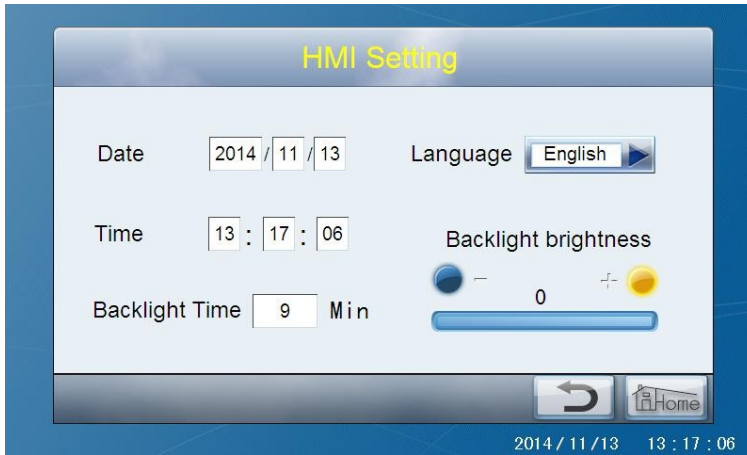 HMI Setting
Date 2014 / 11 / 13 Language English
Time 13 : 17 : 06 Backlight brightness
- +
0
Backlight Time 9 Min
Home
2014 / 11 /13 13 : 17 : 06